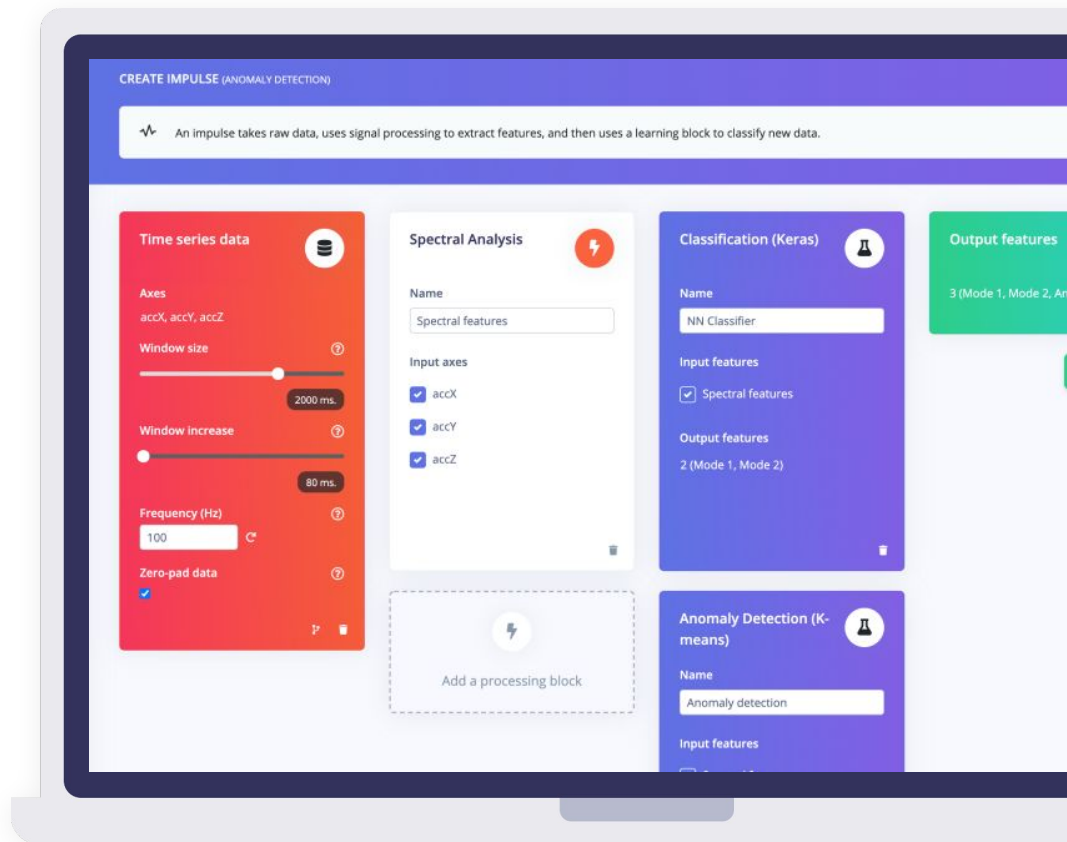 CREATE IMPULSE (ANOMALY DETECTION)
An impulse takes raw data, uses signal processing to extract features, and then uses a learning block to classify new data.
Time series data
Axes
accX, accY, accZ
Window size
2000 ms.
Window increase
80 ms.
Frequency (Hz)
100
Zero-pad data
Spectral Analysis
Name
Spectral features
Input axes
accX
accY
accZ
Add a processing block
Classification (Keras)
Name
NN Classifier
Input features
Spectral features
Output features
2 (Mode 1, Mode 2)
Anomaly Detection (K-
means)
Name
Anomaly detection
Input features
Output features
3 (Mode 1, Mode 2, An